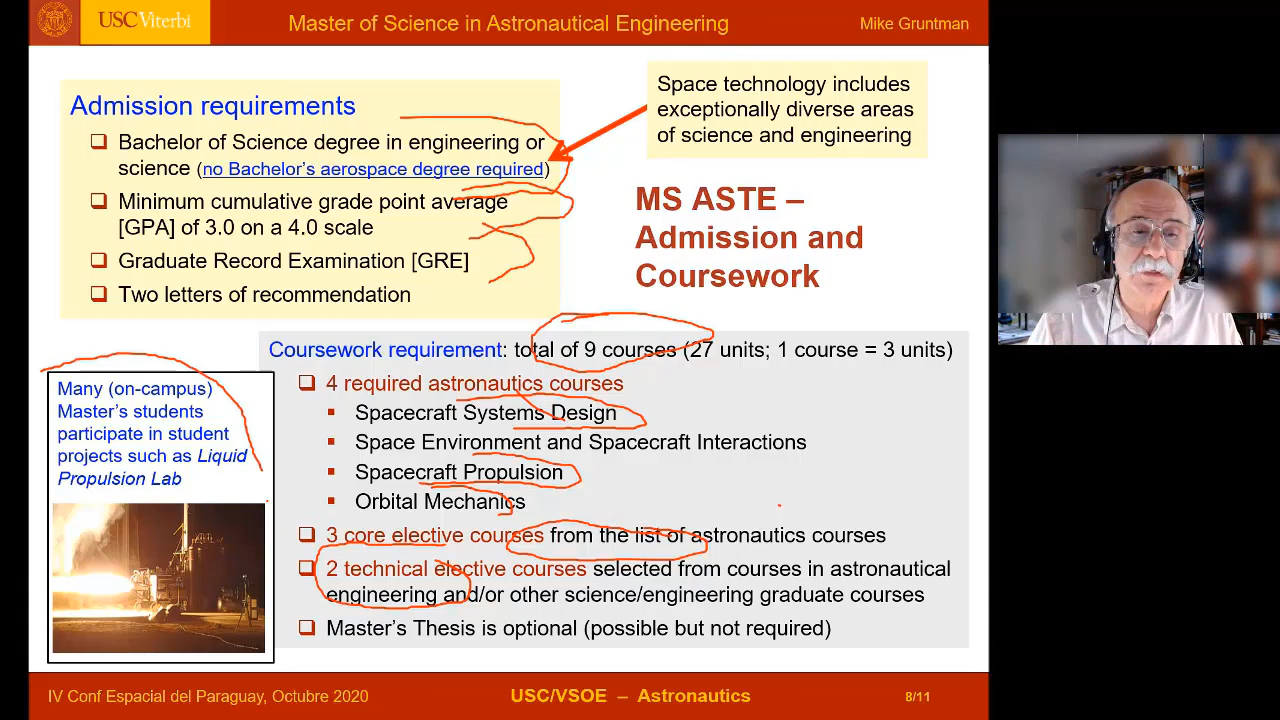 USC Viterbi
Master of Science in Astronautical Engineering
Mike Gruntman
Admission requirements
❑ Bachelor of Science degree in engineering or
science (no Bachelor's aerospace degree required)
❑ Minimum cumulative grade point average
[GPA] of 3.0 on a 4.0 scale
❑ Graduate Record Examination [GRE]
❑ Two letters of recommendation
Space technology includes
exceptionally diverse areas
of science and engineering
MS ASTE –
Admission and
Coursework
Coursework requirement: total of 9 courses (27 units; 1 course = 3 units)
❑ 4 required astronautics courses
▪ Spacecraft Systems Design
▪ Space Environment and Spacecraft Interactions
▪ Spacecraft Propulsion
▪ Orbital Mechanics
❑ 3 core elective courses from the list of astronautics courses
❑ 2 technical elective courses selected from courses in astronautical
engineering and/or other science/engineering graduate courses
❑ Master's Thesis is optional (possible but not required)
Many (on-campus)
Master's students
participate in student
projects such as Liquid
Propulsion Lab
IV Conf Espacial del Paraguay, Octubre 2020
USC/VSOE – Astronautics
8/11